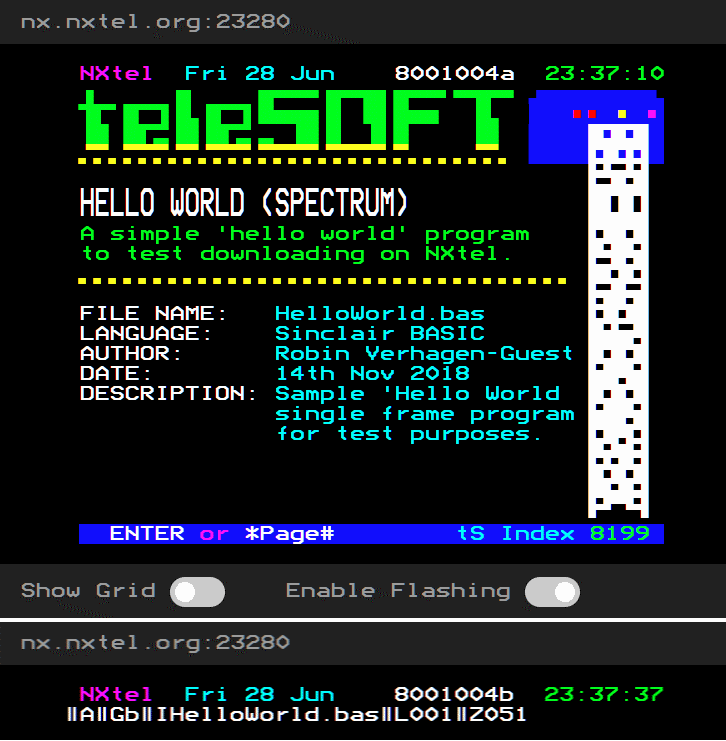 nx.nxtel.org:23280
NXtel Fri 28 Jun 8001004a 23:37:10
teleSOFT
HELLO WORLD (SPECTRUM)
A simple 'hello world' program
to test downloading on NXtel.
FILE NAME: HelloWorld.bas
LANGUAGE: Sinclair BASIC
AUTHOR: Robin Verhagen-Guest
DATE: 14th Nov 2018
DESCRIPTION: Sample 'Hello World
single frame program
for test purposes.
ENTER or *Page# tS Index 8199
Show Grid Enable Flashing
nx.nxtel.org:23280
NXtel Fri 28 Jun 8001004b 23:37:37
‖A‖Gb‖IHelloWorld.bas‖L001‖Z051